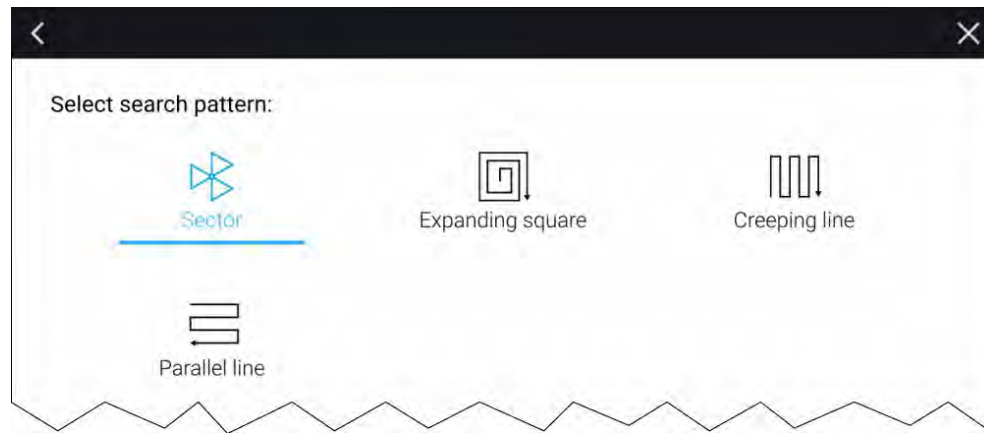 Select search pattern:
Sector
Expanding square
Creeping line
Parallel line